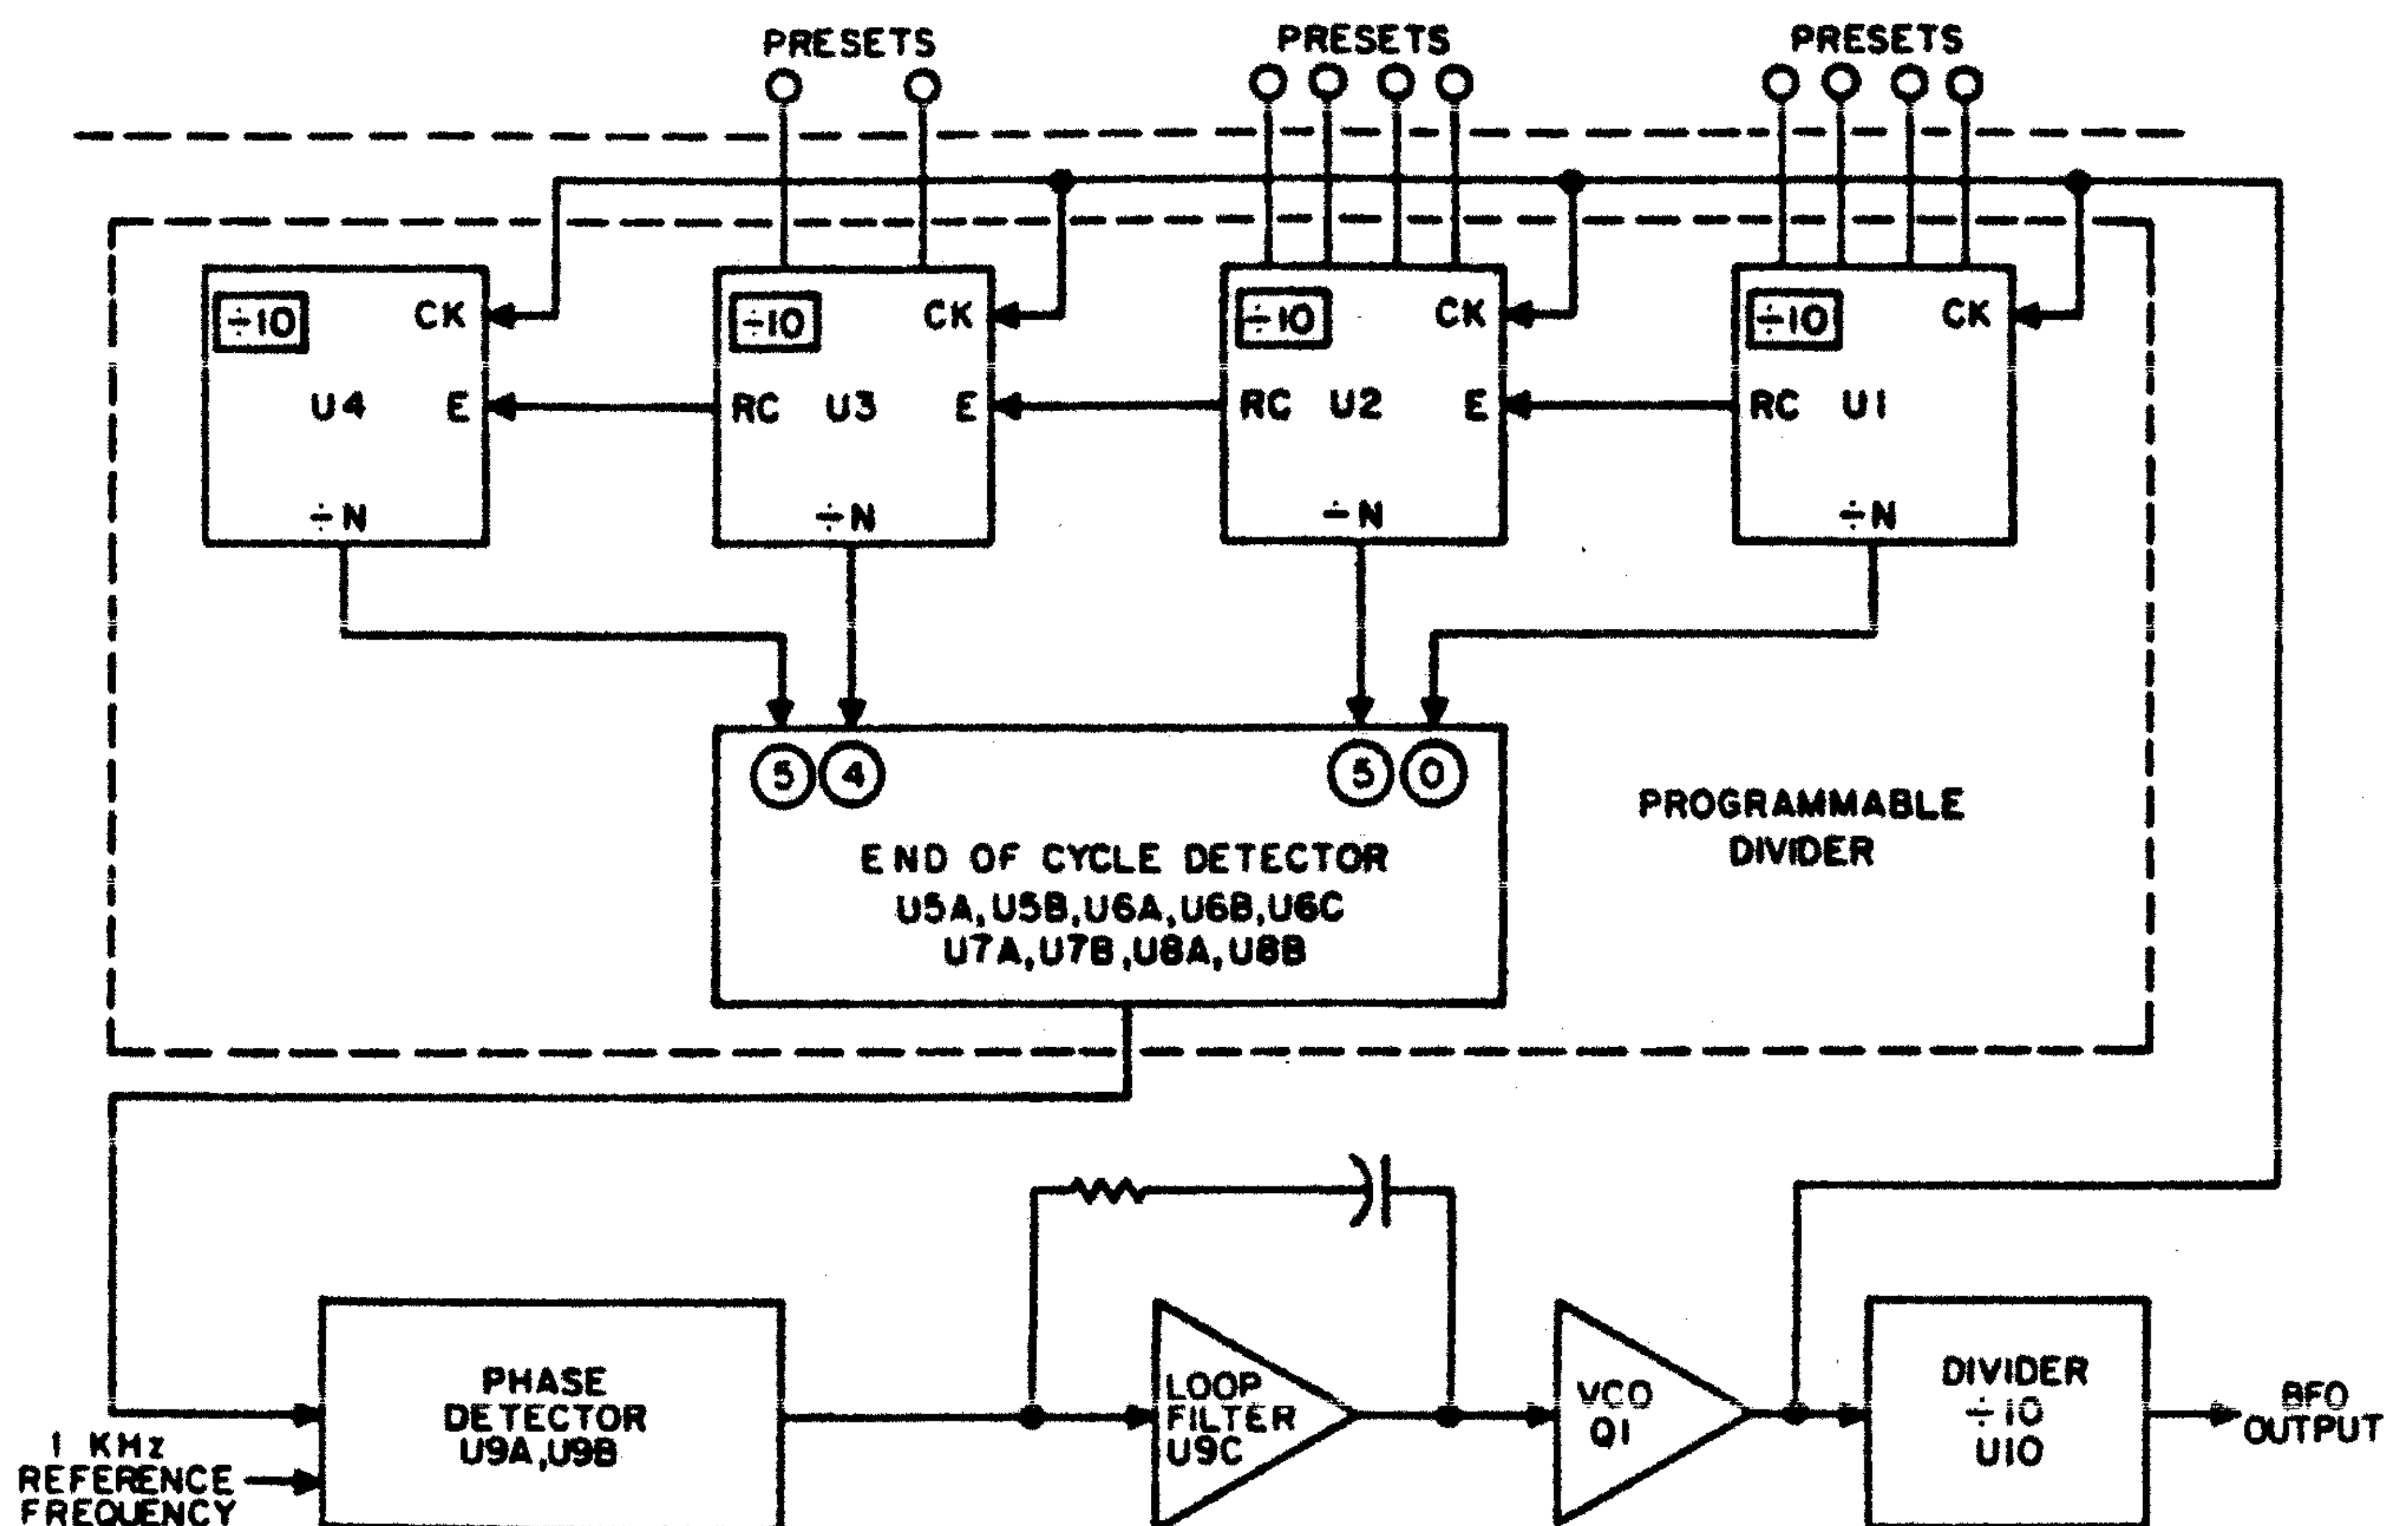 PRESETS PRESETS PRESETS
÷10 CK ÷10 CK ÷10 CK ÷10 CK
U4 E RC U3 E RC U2 E RC U1
÷N ÷N ÷N ÷N
5 4 5 0
END OF CYCLE DETECTOR
U5A,U5B,U6A,U6B,U6C
U7A,U7B,U8A,U8B
PROGRAMMABLE
DIVIDER
1 KHz
REFERENCE
FREQUENCY
PHASE
DETECTOR
U9A,U9B
LOOP
FILTER
U9C
VCO
Q1
DIVIDER
÷10
U10
BFO
OUTPUT